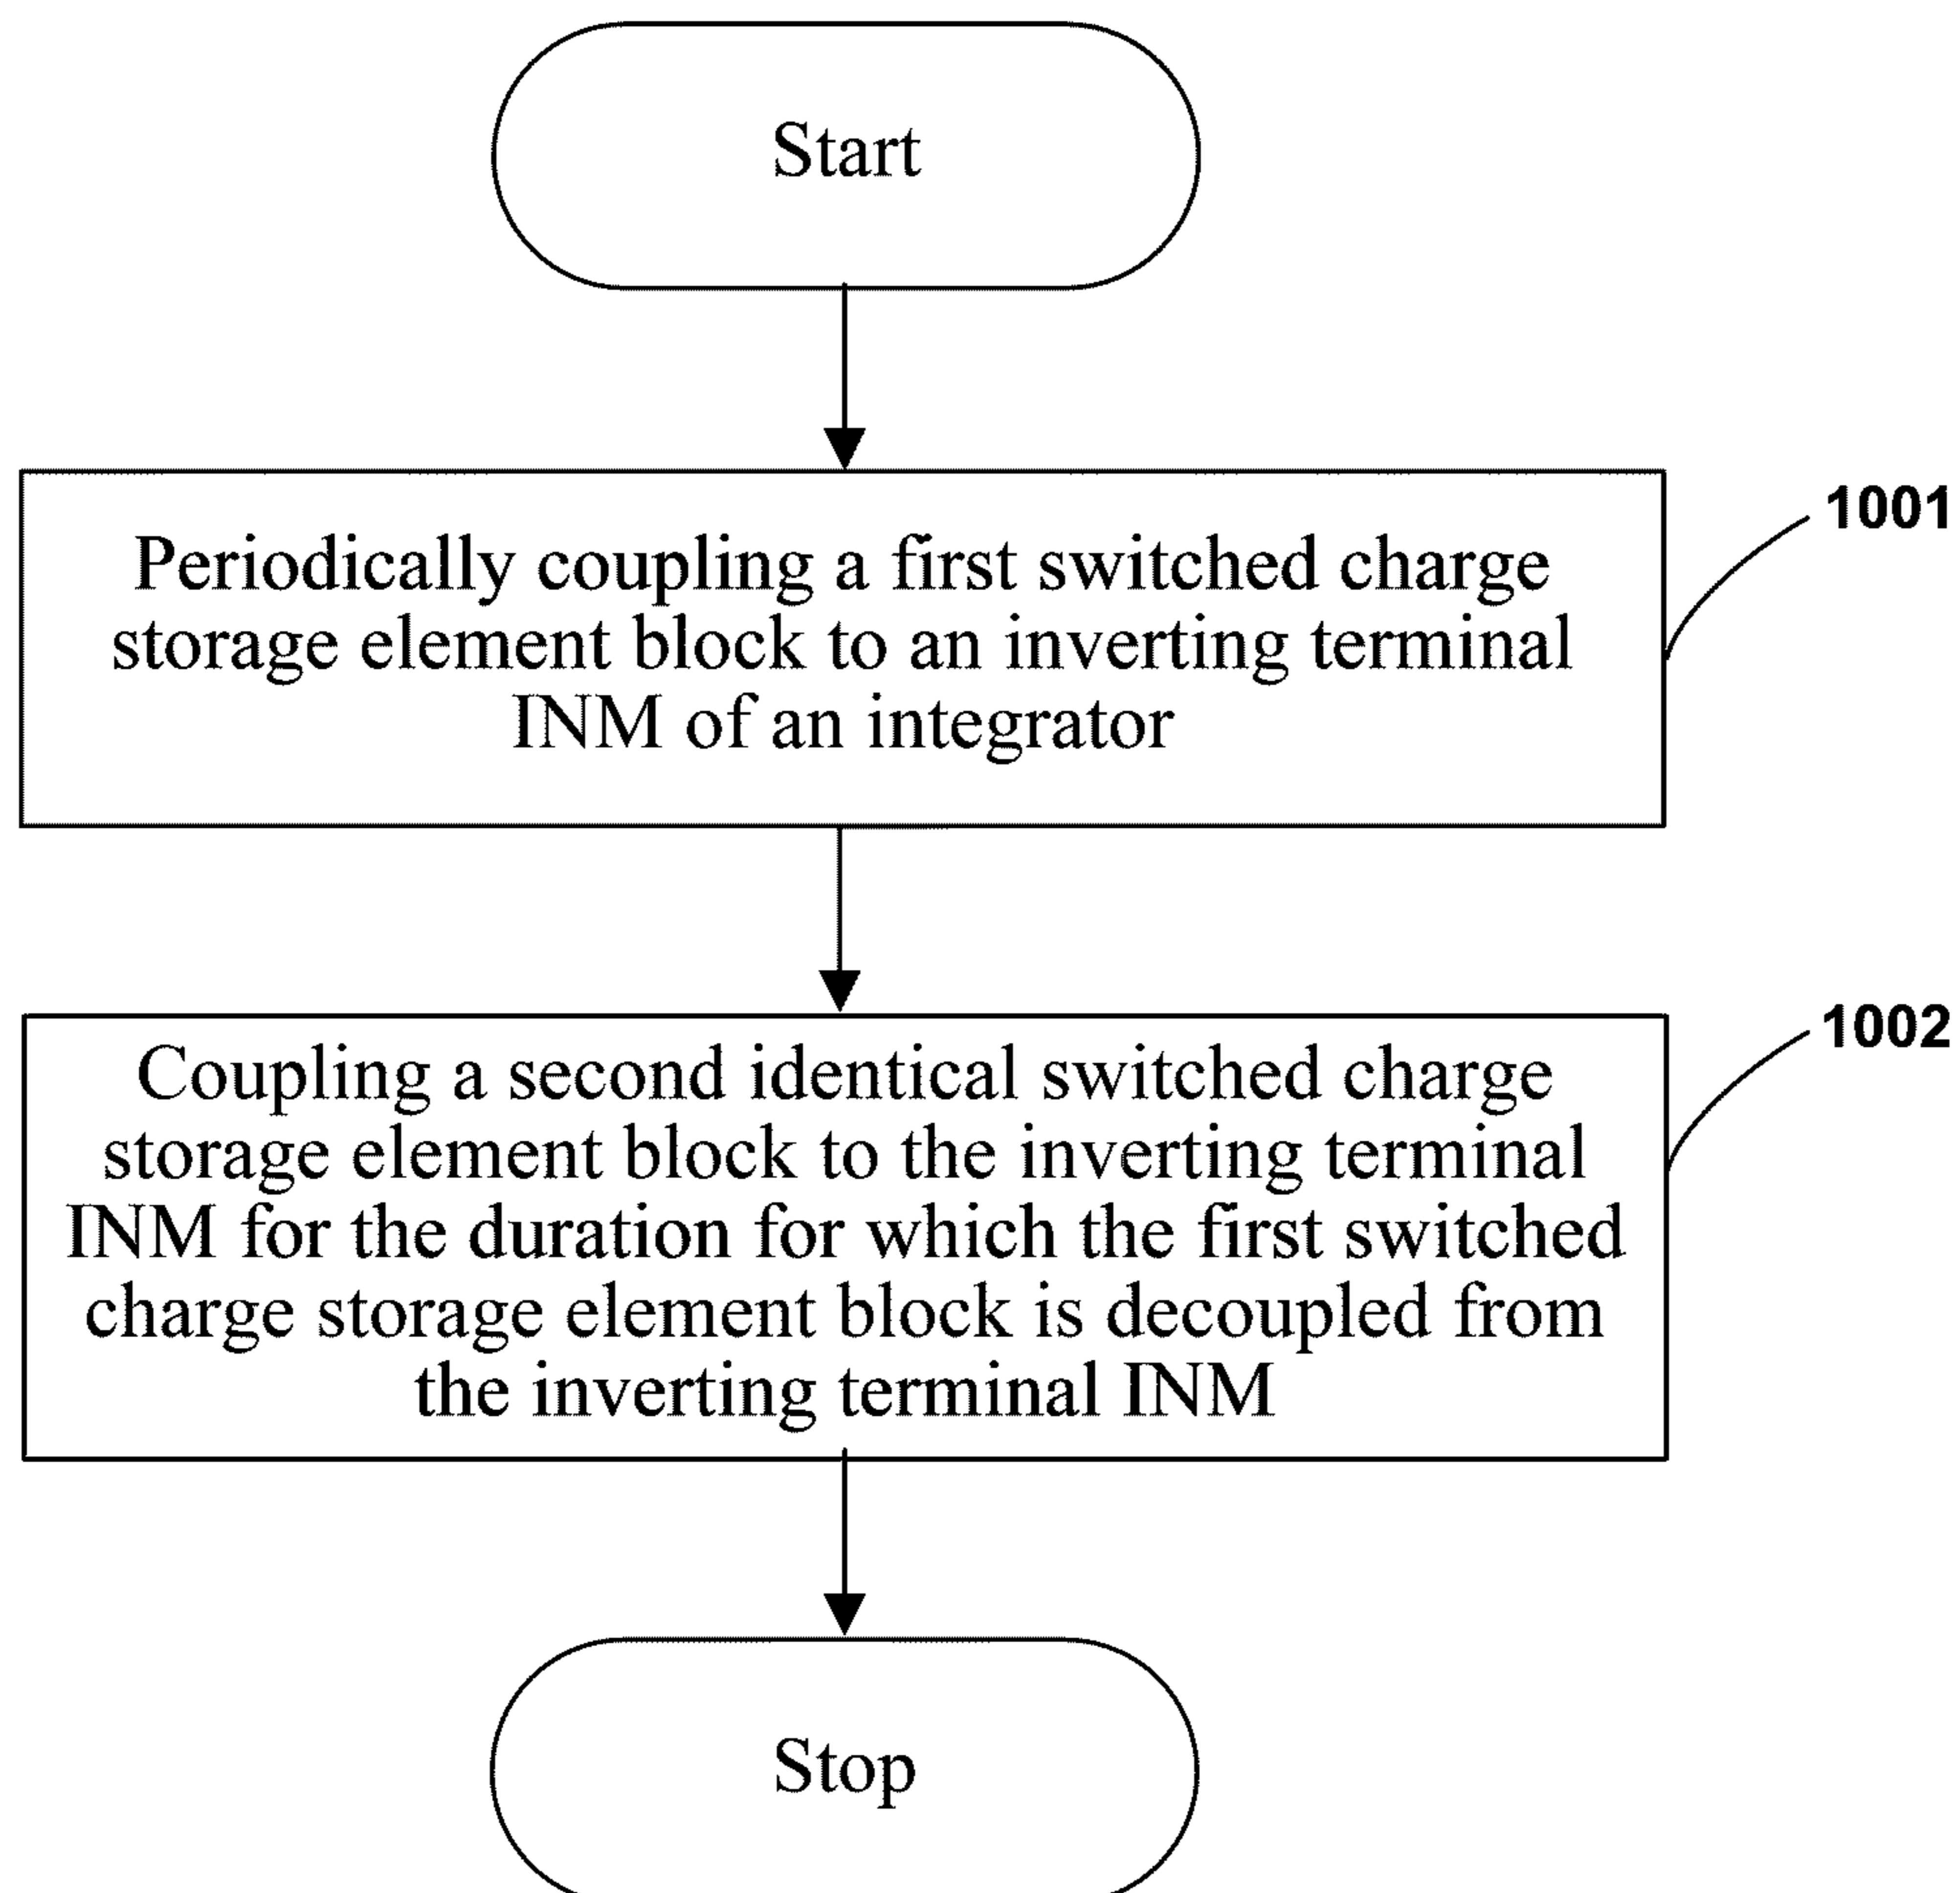 Start
1001
Periodically coupling a first switched charge
storage element block to an inverting terminal
INM of an integrator
1002
Coupling a second identical switched charge
storage element block to the inverting terminal
INM for the duration for which the first switched
charge storage element block is decoupled from
the inverting terminal INM
Stop